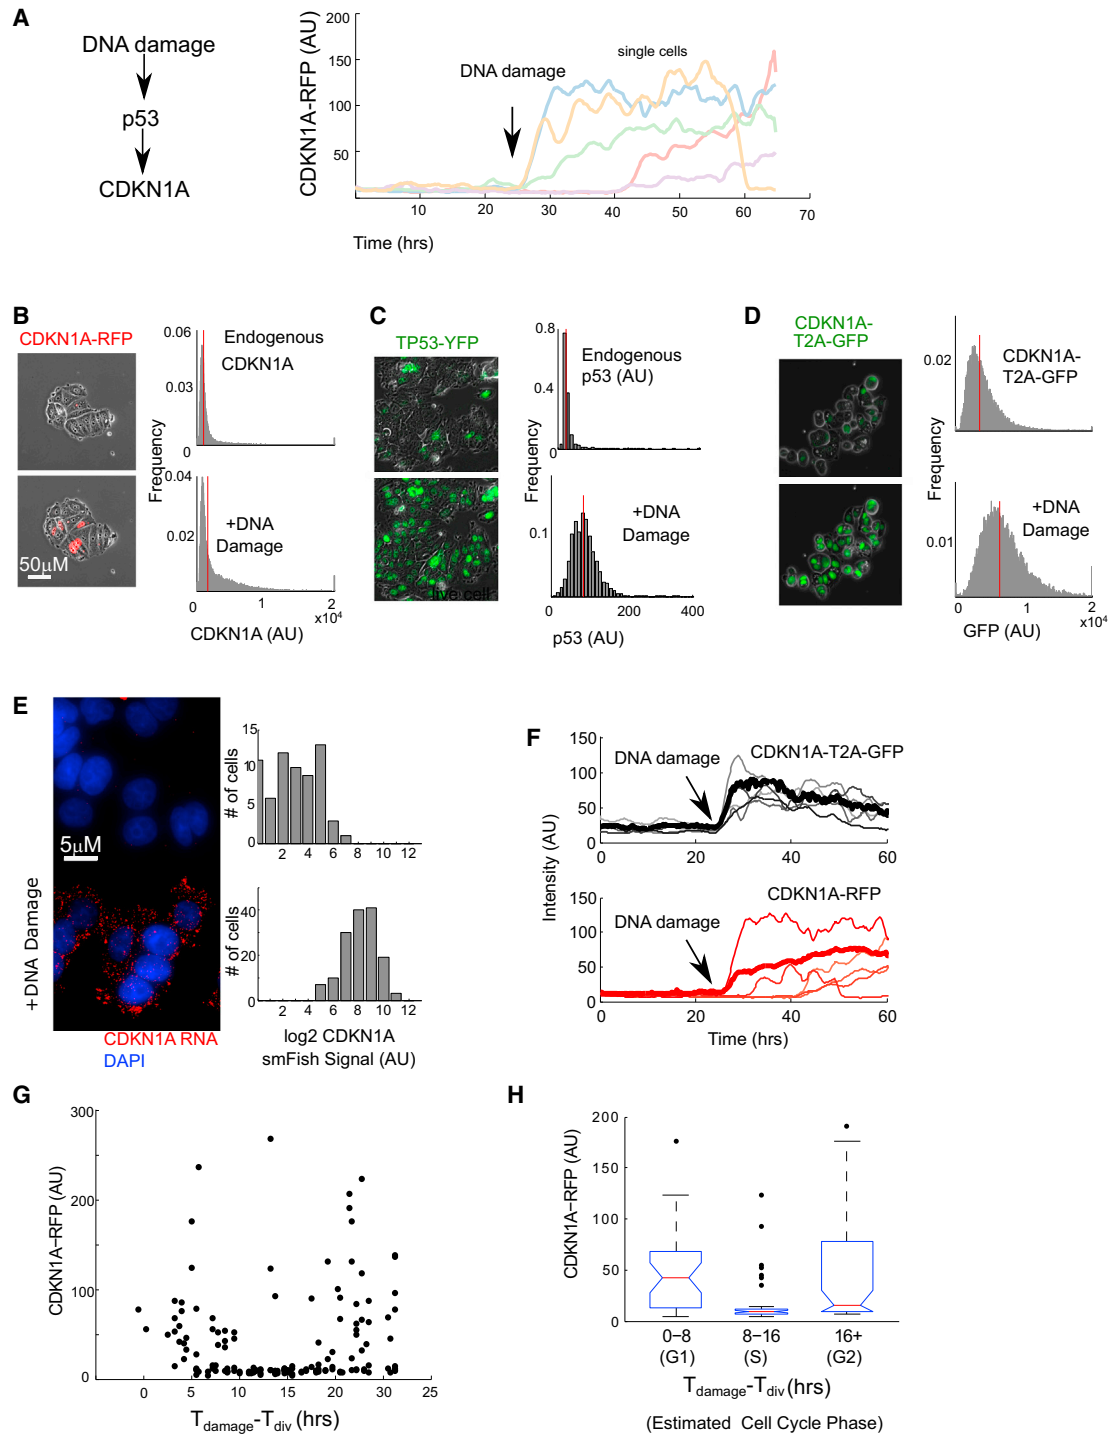 A
DNA damage
p53
CDKN1A
CDKN1A-RFP (AU)
200
150
100
50
0
DNA damage
single cells
10
20
30
40
50
60
70
Time (hrs)
B
CDKN1A-RFP
50μM
Frequency
0.06
0.03
0
Endogenous
CDKN1A
0.04
0.02
0
+DNA
Damage
0
1
2
x10⁴
CDKN1A (AU)
C
TP53-YFP
live cell
Frequency
0.8
0.4
0
Endogenous
p53 (AU)
0.1
+DNA
Damage
0
200
400
p53 (AU)
D
CDKN1A-
T2A-GFP
Frequency
0.02
CDKN1A-
T2A-GFP
0.01
+DNA
Damage
0
1
2
x10⁴
GFP (AU)
E
5μM
+DNA Damage
CDKN1A RNA
DAPI
# of cells
15
10
5
0
2
4
6
8
10
12
# of cells
40
20
0
2
4
6
8
10
12
log2 CDKN1A
smFish Signal (AU)
F
Intensity (AU)
150
100
50
0
DNA damage
CDKN1A-T2A-GFP
0
20
40
60
CDKN1A-RFP
150
100
50
0
DNA damage
0
20
40
60
Time (hrs)
G
CDKN1A−RFP (AU)
300
200
100
0
0
5
10
15
20
30
25
T damage-T div (hrs)
H
CDKN1A−RFP (AU)
200
150
100
50
0
0−8
8−16
16+
(G1)
(S)
(G2)
T damage-T div (hrs)
(Estimated Cell Cycle Phase)